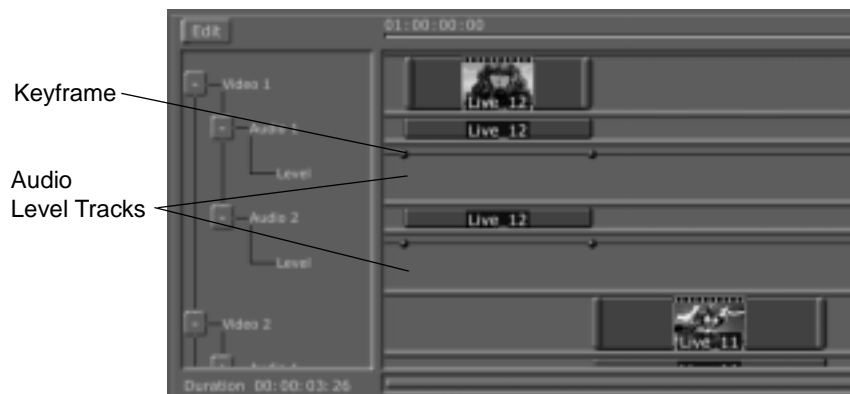 Edit
01:00:00:00
Video 1
Live_12
Keyframe
Audio 1
Live_12
Level
Audio
Level Tracks
Audio 2
Live_12
Level
Video 2
Live_11
Duration 00:00:03:26